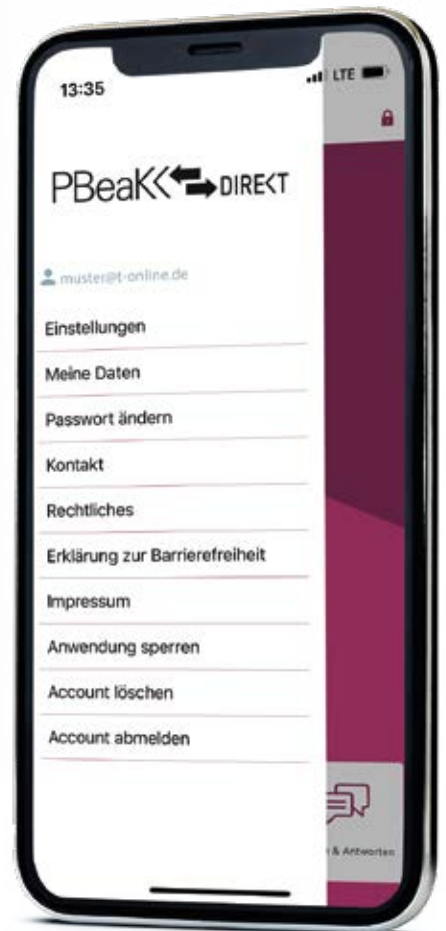 13:35
LTE
PBeaKK DIREKT
muster@t-online.de
Einstellungen
Meine Daten
Passwort ändern
Kontakt
Rechtliches
Erklärung zur Barrierefreiheit
Impressum
Anwendung sperren
Account löschen
Account abmelden
& Antworten